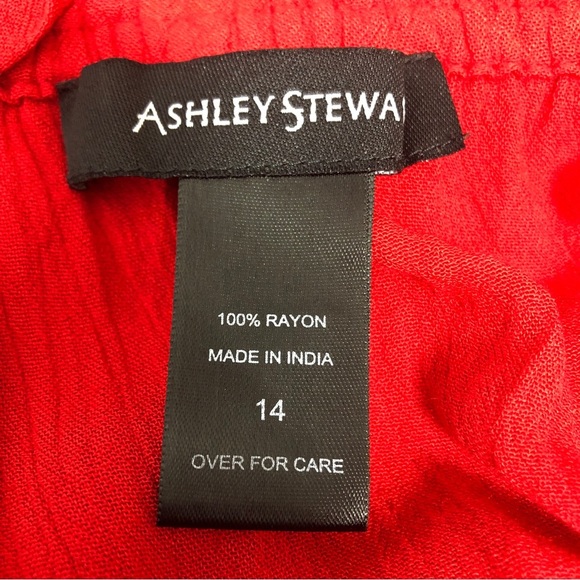 ASHLEY STEWA
100% RAYON
MADE IN INDIA
14
OVER FOR CARE